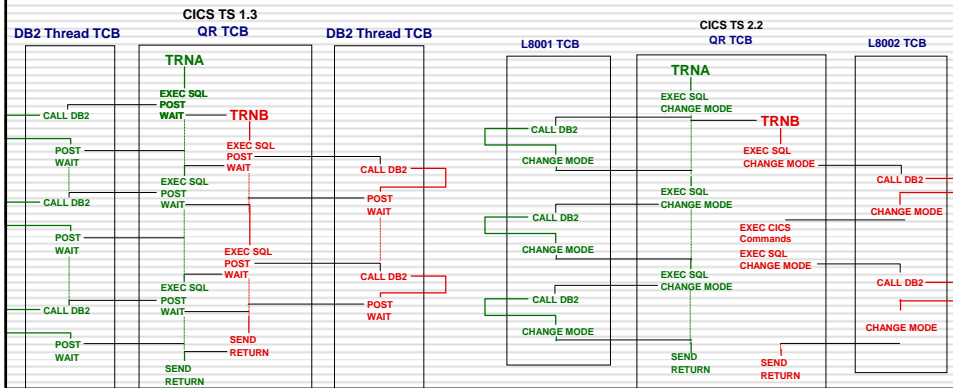 CICS TS 1.3
DB2 Thread TCB
QR TCB
DB2 Thread TCB
TRNA
EXEC SQL
POST
WAIT
TRNB
CALL DB2
EXEC SQL
POST
WAIT
POST
WAIT
CALL DB2
EXEC SQL
POST
WAIT
POST
WAIT
CALL DB2
POST
WAIT
EXEC SQL
POST
WAIT
CALL DB2
EXEC SQL
POST
WAIT
POST
WAIT
CALL DB2
SEND
RETURN
POST
WAIT
SEND
RETURN
CICS TS 2.2
L8001 TCB
QR TCB
L8002 TCB
TRNA
EXEC SQL
CHANGE MODE
TRNB
CALL DB2
EXEC SQL
CHANGE MODE
CHANGE MODE
CALL DB2
EXEC SQL
CHANGE MODE
CHANGE MODE
CALL DB2
EXEC CICS
Commands
CHANGE MODE
EXEC SQL
CHANGE MODE
EXEC SQL
CHANGE MODE
CALL DB2
CALL DB2
CHANGE MODE
CHANGE MODE
SEND
RETURN
SEND
RETURN